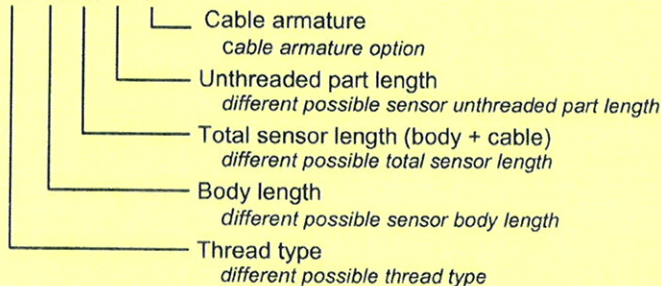 Cable armature
cable armature option
Unthreaded part length
different possible sensor unthreaded part length
Total sensor length (body + cable)
different possible total sensor length
Body length
different possible sensor body length
Thread type
different possible thread type